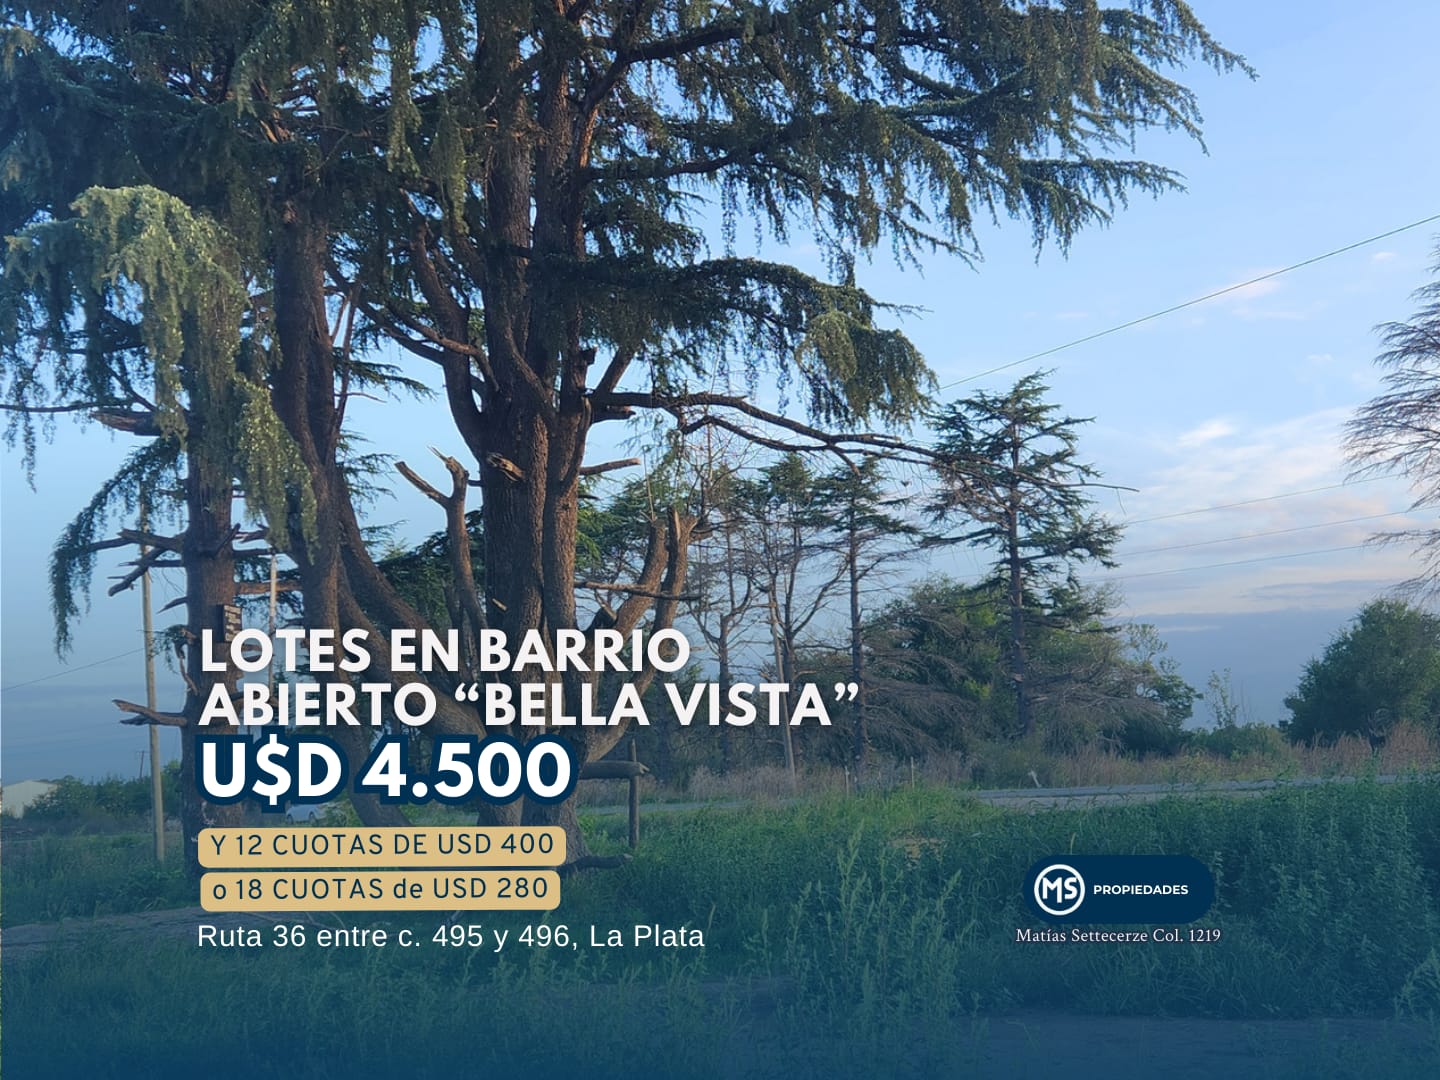 LOTES EN BARRIO
ABIERTO “BELLA VISTA”
U$D 4.500
Y 12 CUOTAS DE USD 400
o 18 CUOTAS de USD 280
Ruta 36 entre c. 495 y 496, La Plata
MS PROPIEDADES
Matías Settecerze Col. 1219